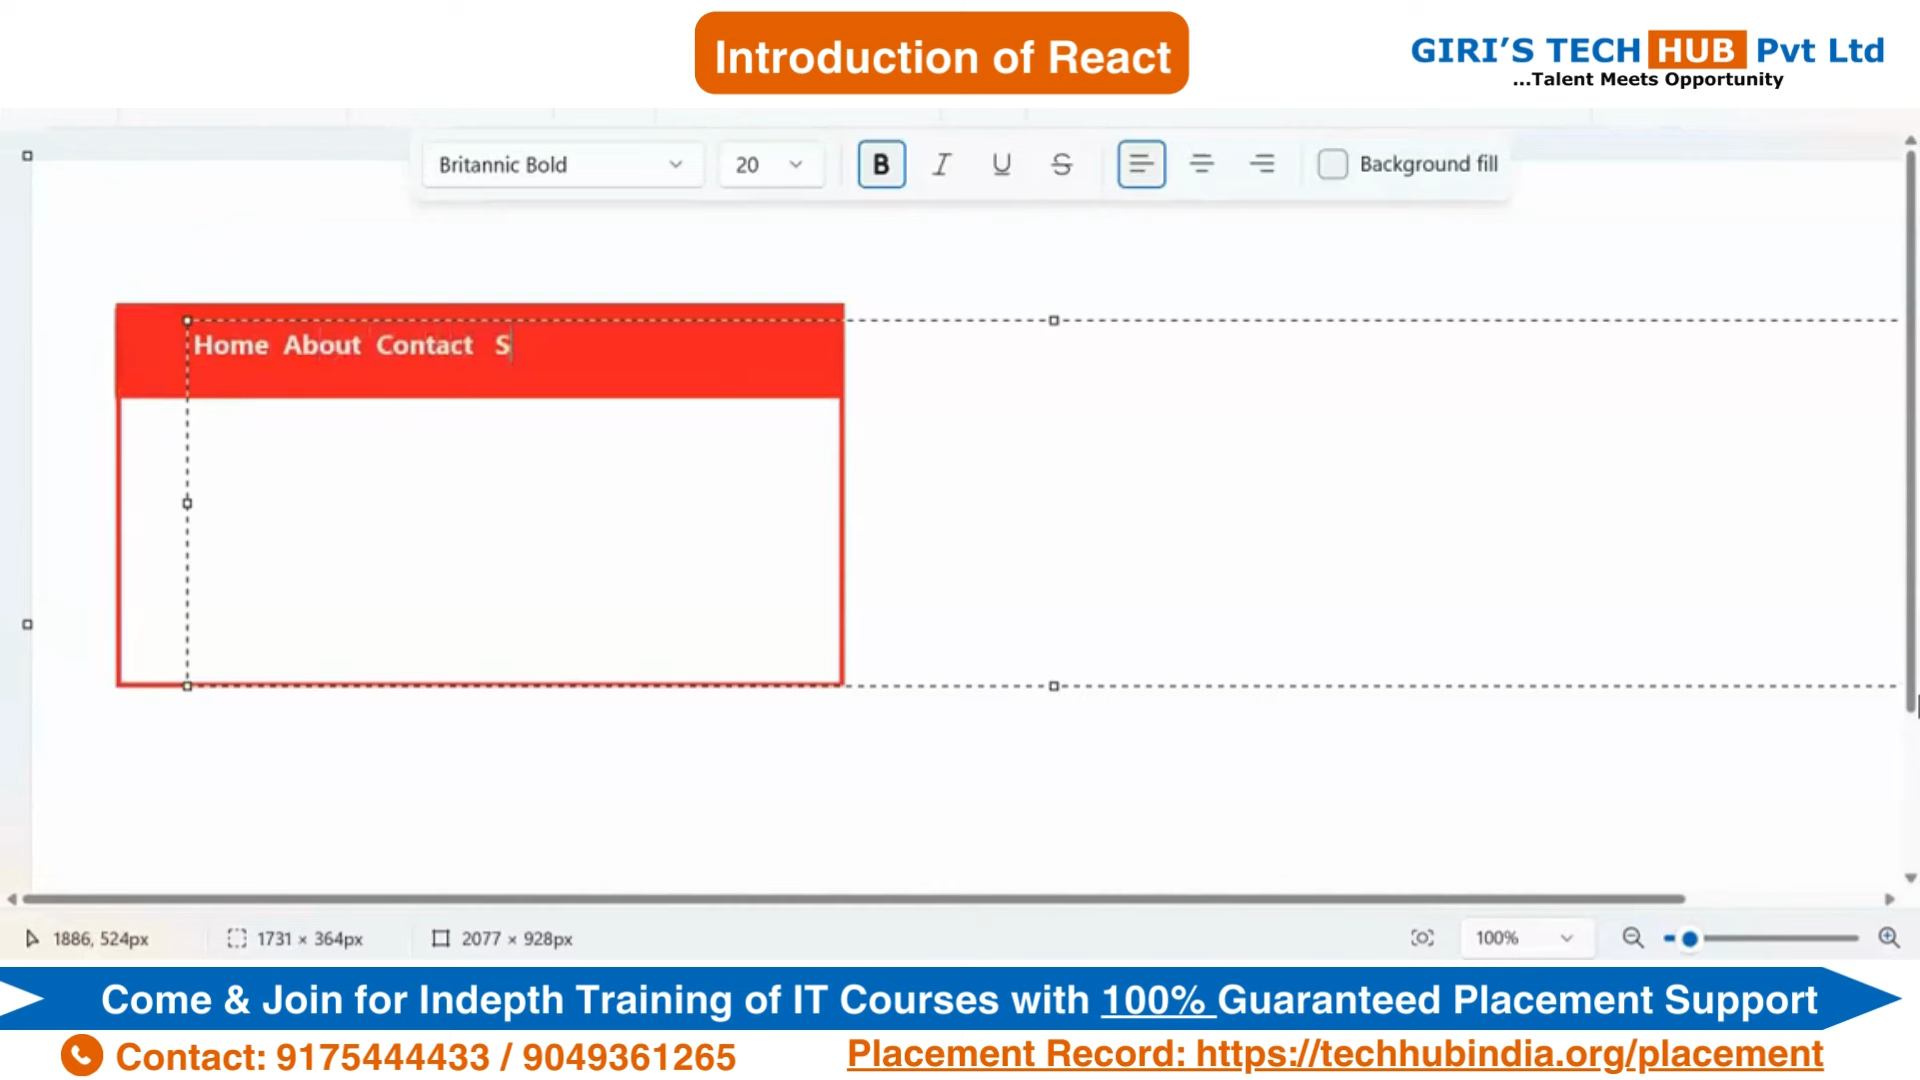 Introduction of React
GIRI'S TECH HUB Pvt Ltd
...Talent Meets Opportunity
Britannic Bold
20
B I U S
Background fill
Home About Contact S
1886, 524px
1731 × 364px
2077 × 928px
100%
Come & Join for Indepth Training of IT Courses with 100% Guaranteed Placement Support
Contact: 9175444433 / 9049361265
Placement Record: https://techhubindia.org/placement